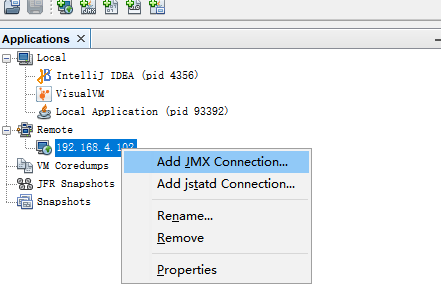 Applications
Local
IntelliJ IDEA (pid 4356)
VisualVM
Local Application (pid 93392)
Remote
192.168.4.102
VM Coredumps
JFR Snapshots
Snapshots
Add JMX Connection...
Add jstatd Connection...
Rename...
Remove
Properties